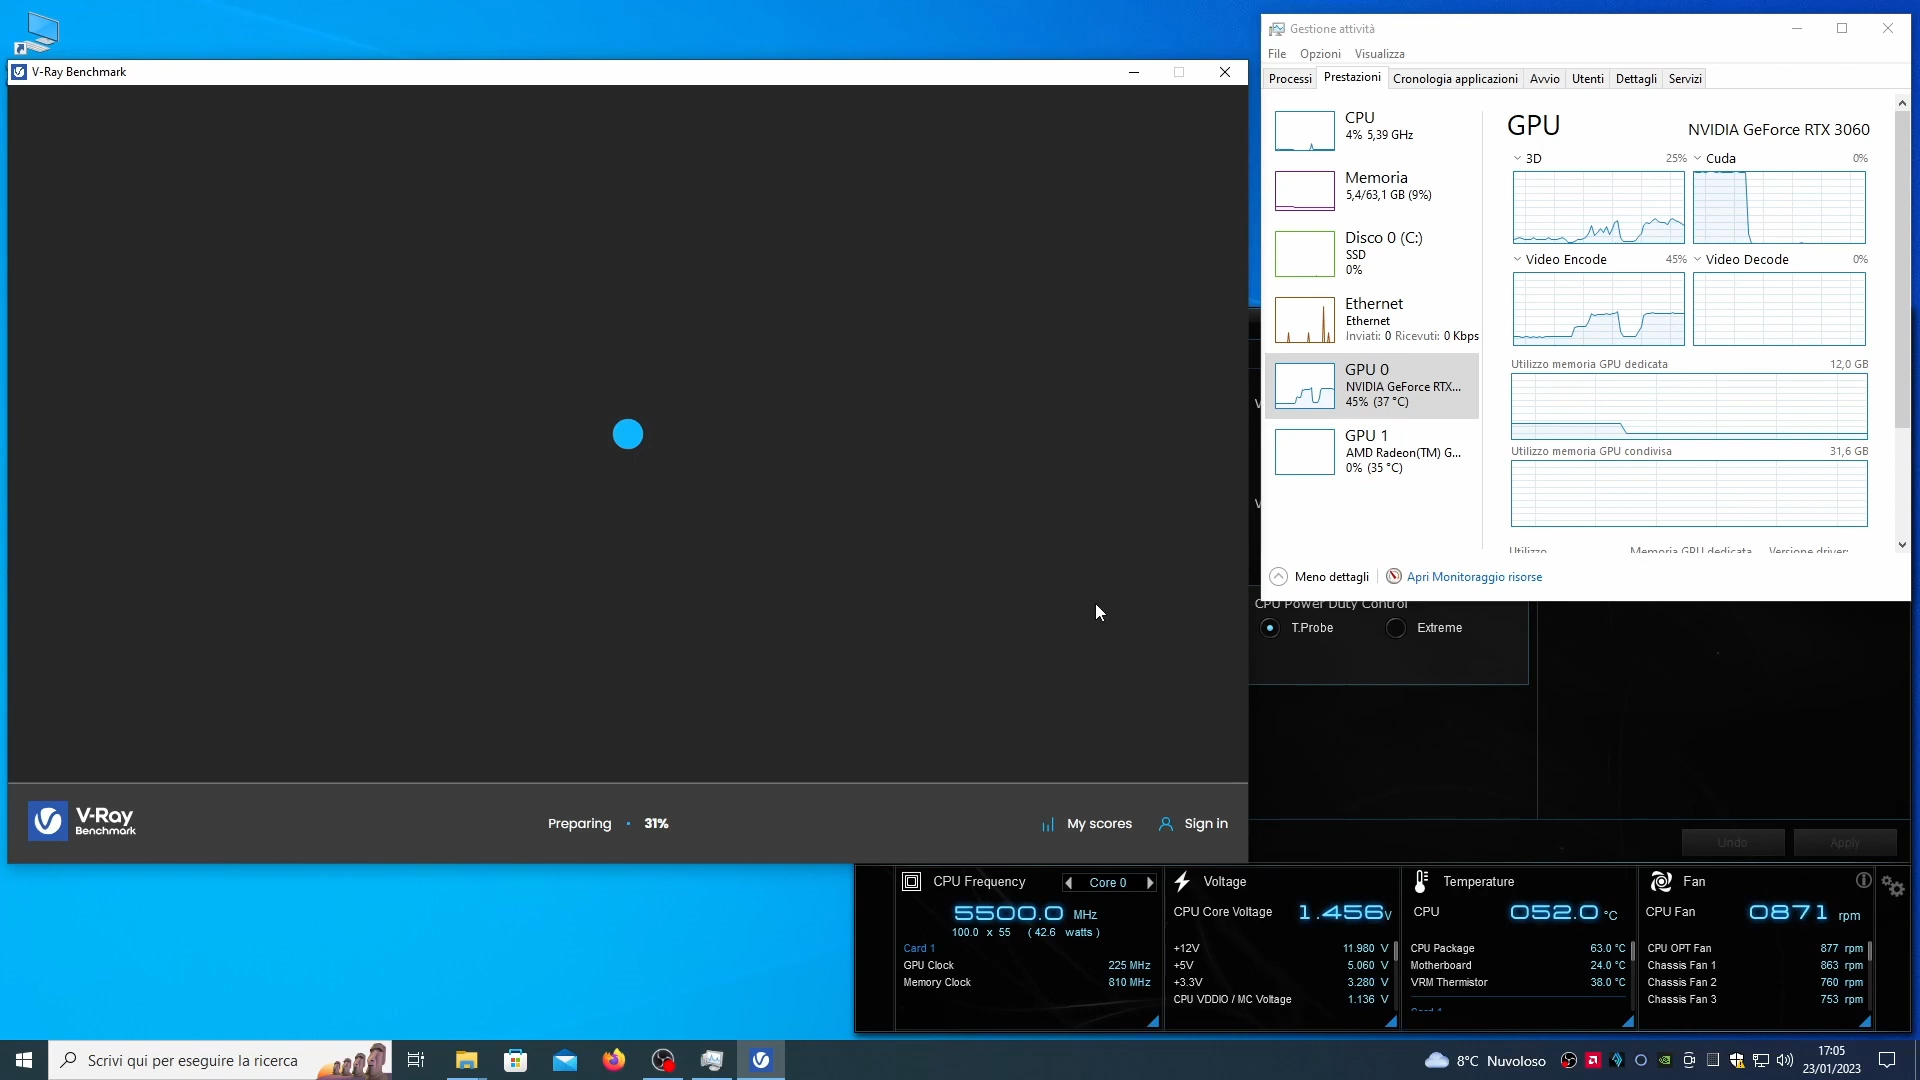 V-Ray Benchmark
V-Ray
Benchmark
Preparing • 31%
My scores
Sign in
Gestione attività
File Opzioni Visualizza
Processi Prestazioni Cronologia applicazioni Avvio Utenti Dettagli Servizi
CPU
4% 5,39 GHz
Memoria
5,4/63,1 GB (9%)
Disco 0 (C:)
SSD
0%
Ethernet
Ethernet
Inviati: 0 Ricevuti: 0 Kbps
GPU 0
NVIDIA GeForce RTX...
45% (37 °C)
GPU 1
AMD Radeon(TM) G...
0% (35 °C)
GPU NVIDIA GeForce RTX 3060
3D 25% Cuda 0%
Video Encode 45% Video Decode 0%
Utilizzo memoria GPU dedicata 12,0 GB
Utilizzo memoria GPU condivisa 31,6 GB
Utilizzo Memoria GPU dedicata Versione driver:
Meno dettagli Apri Monitoraggio risorse
CPU Power Duty Control
T.Probe Extreme
Undo Apply
CPU Frequency Core 0
5500.0 MHz
100.0 x 55 ( 42.6 watts )
Card 1
GPU Clock 225 MHz
Memory Clock 810 MHz
Voltage
CPU Core Voltage 1.456V
+12V 11.980 V
+5V 5.060 V
+3.3V 3.280 V
CPU VDDIO / MC Voltage 1.136 V
Temperature
CPU 052.0 °C
CPU Package 63.0 °C
Motherboard 24.0 °C
VRM Thermistor 38.0 °C
Fan
CPU Fan 0871 rpm
CPU OPT Fan 877 rpm
Chassis Fan 1 863 rpm
Chassis Fan 2 760 rpm
Chassis Fan 3 753 rpm
Scrivi qui per eseguire la ricerca
8°C Nuvoloso
17:05
23/01/2023